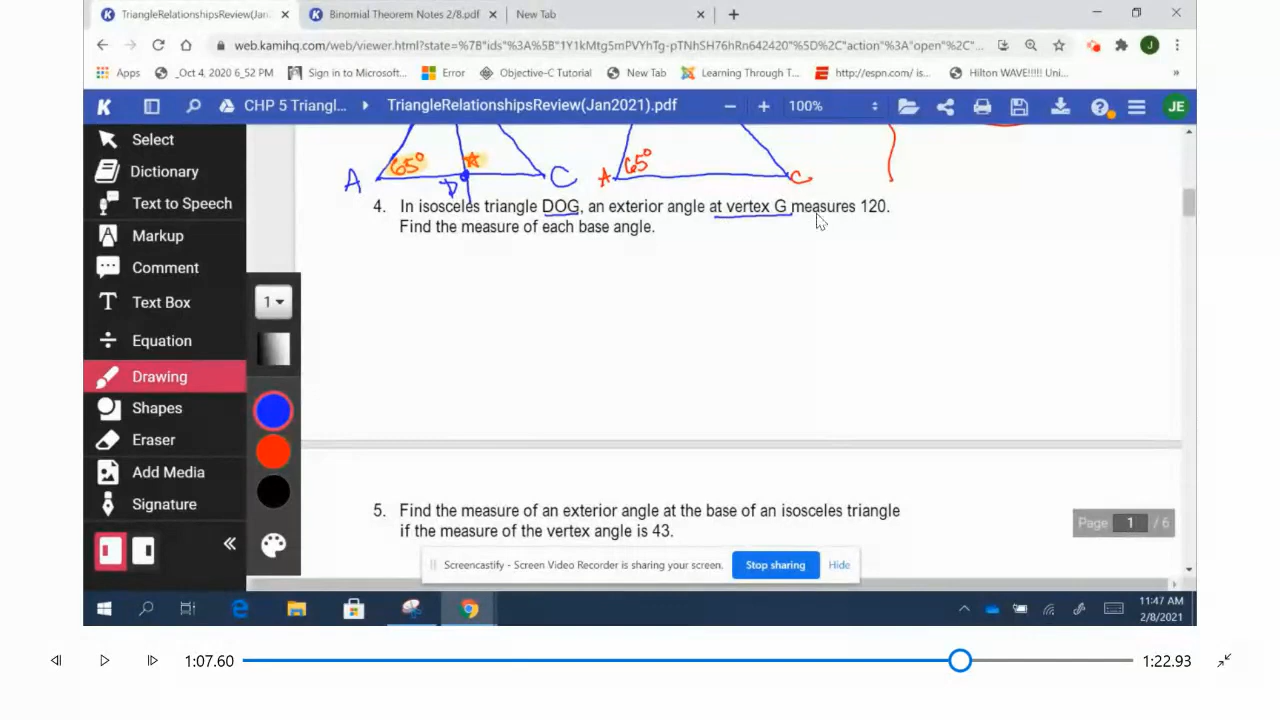 TriangleRelationshipsReview(Jan
Binomial Theorem Notes 2/8.pdf
New Tab
web.kamihq.com/web/viewer.html?state=%7B"ids"%3A%5B"1Y1kMtg5mPVYhTg-pTNhSH76hRn642420"%5D%2C"action"%3A"open"%2C"...
J
Apps
_Oct 4, 2020 6_52 PM
Sign in to Microsoft...
Error
Objective-C Tutorial
New Tab
Learning Through T...
http://espn.com/ is...
Hilton WAVE!!!!! Uni...
»
K
CHP 5 Triangl...
TriangleRelationshipsReview(Jan2021).pdf
100%
JE
Select
Dictionary
Text to Speech
Markup
Comment
Text Box
Equation
Drawing
Shapes
Eraser
Add Media
Signature
1
A 65° D C
A 65° C
4. In isosceles triangle DOG, an exterior angle at vertex G measures 120.
Find the measure of each base angle.
5. Find the measure of an exterior angle at the base of an isosceles triangle
if the measure of the vertex angle is 43.
Page 1 / 6
Screencastify - Screen Video Recorder is sharing your screen.
Stop sharing
Hide
11:47 AM
2/8/2021
1:07.60
1:22.93